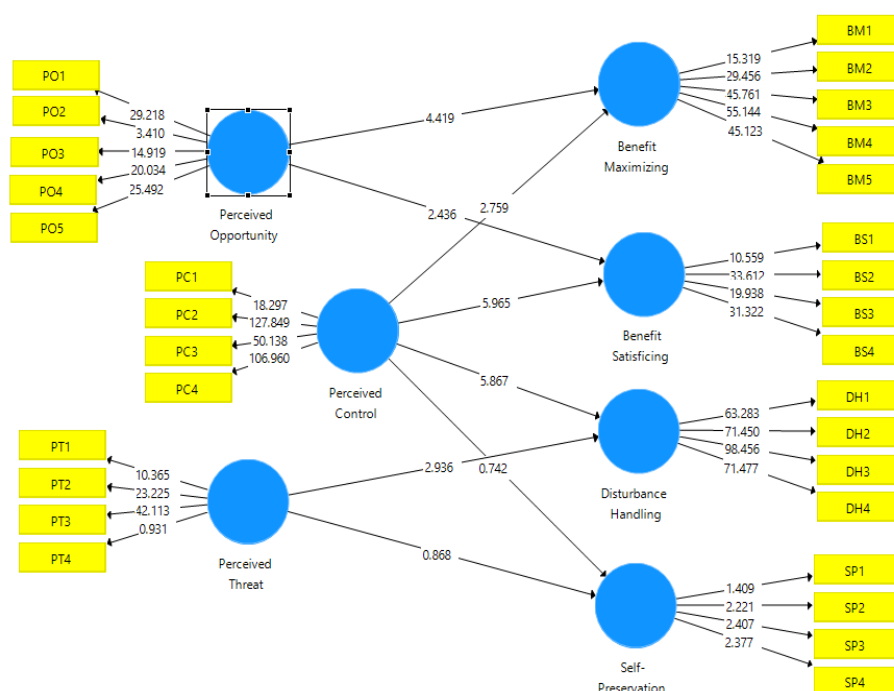 PO1
PO2
PO3
PO4
PO5
29.218
3.410
14.919
20.034
25.492
Perceived
Opportunity
PC1
PC2
PC3
PC4
18.297
127.849
50.138
106.960
Perceived
Control
PT1
PT2
PT3
PT4
10.365
23.225
42.113
0.931
Perceived
Threat
4.419
2.436
2.759
5.965
5.867
2.936
0.742
0.868
Benefit
Maximizing
15.319
29.456
45.761
55.144
45.123
BM1
BM2
BM3
BM4
BM5
Benefit
Satisficing
10.559
33.612
19.938
31.322
BS1
BS2
BS3
BS4
Disturbance
Handling
63.283
71.450
98.456
71.477
DH1
DH2
DH3
DH4
Self-
Preservation
1.409
2.221
2.407
2.377
SP1
SP2
SP3
SP4